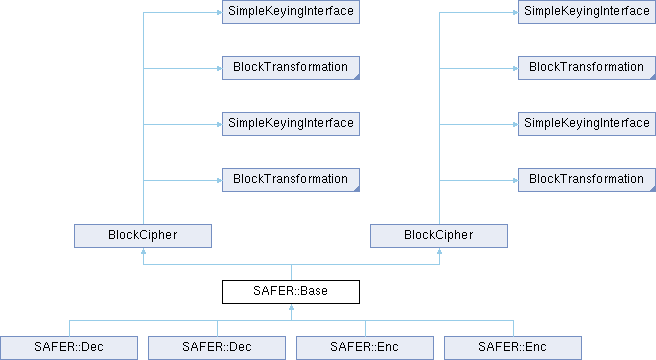 SimpleKeyingInterface
SimpleKeyingInterface
BlockTransformation
BlockTransformation
SimpleKeyingInterface
SimpleKeyingInterface
BlockTransformation
BlockTransformation
BlockCipher
BlockCipher
SAFER::Base
SAFER::Dec
SAFER::Dec
SAFER::Enc
SAFER::Enc